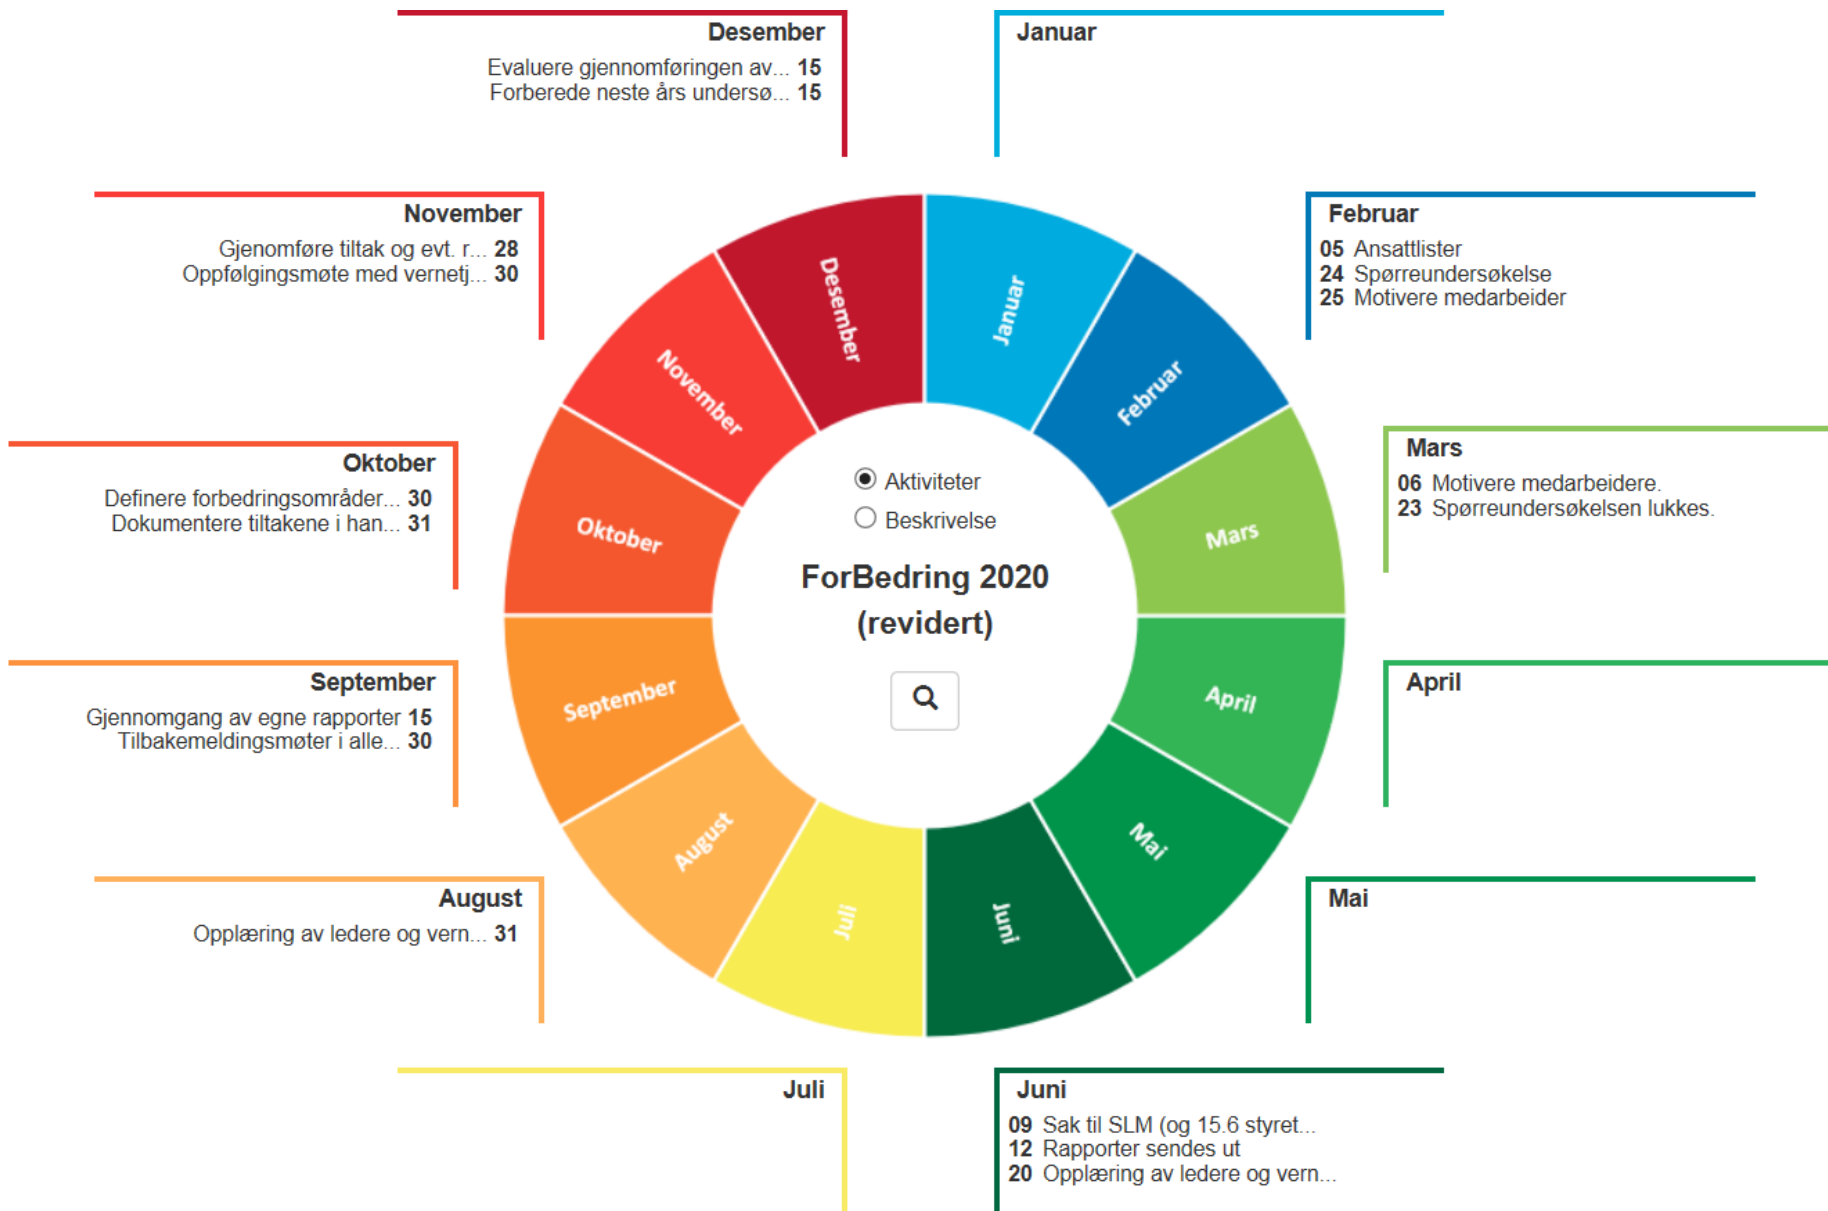 Desember
Evaluere gjennomføringen av... 15
Forberede neste års undersø... 15
Januar
November
Gjenomføre tiltak og evt. r... 28
Oppfølgingsmøte med vernetj... 30
Februar
05 Ansattlister
24 Spørreundersøkelse
25 Motivere medarbeider
Oktober
Definere forbedringsområder... 30
Dokumentere tiltakene i han... 31
Mars
06 Motivere medarbeidere.
23 Spørreundersøkelsen lukkes.
September
Gjennomgang av egne rapporter 15
Tilbakemeldingsmøter i alle... 30
April
August
Opplæring av ledere og vern... 31
Mai
Juli
Juni
09 Sak til SLM (og 15.6 styret...
12 Rapporter sendes ut
20 Opplæring av ledere og vern...
Januar
Februar
Mars
April
Mai
Juni
Juli
August
September
Oktober
November
Desember
Aktiviteter
Beskrivelse
ForBedring 2020
(revidert)